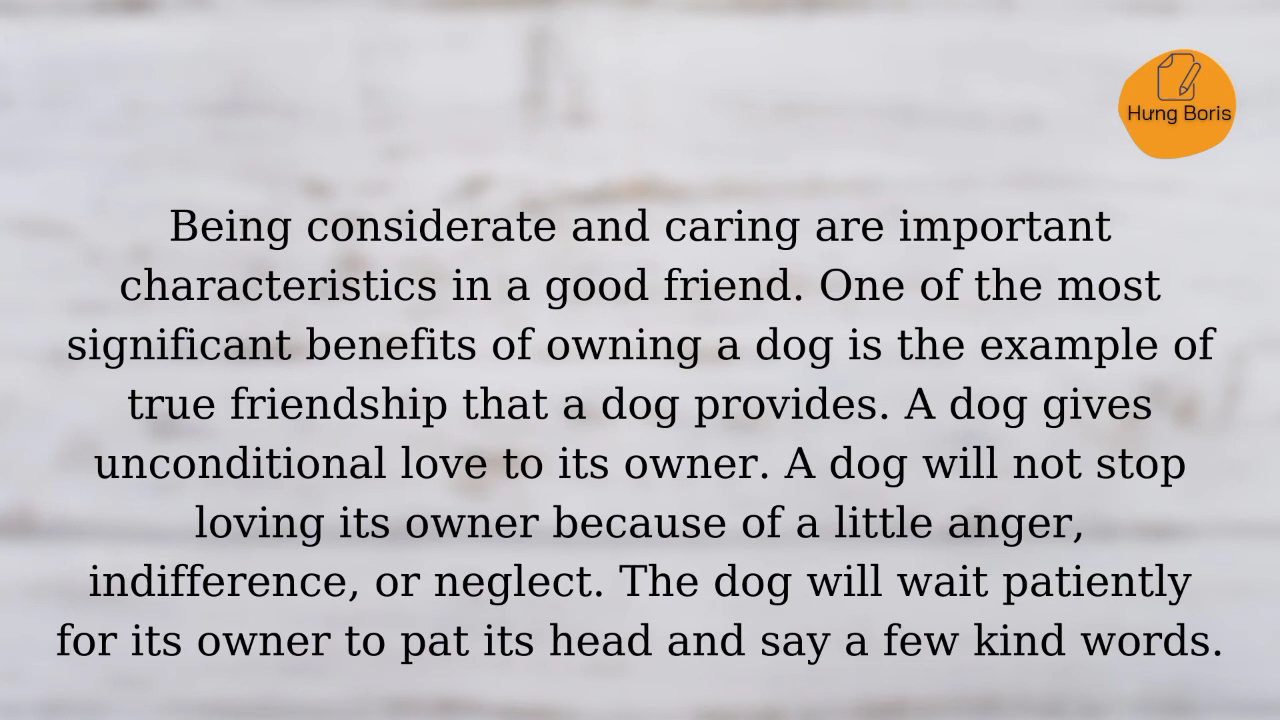 Hưng Boris
Being considerate and caring are important
characteristics in a good friend. One of the most
significant benefits of owning a dog is the example of
true friendship that a dog provides. A dog gives
unconditional love to its owner. A dog will not stop
loving its owner because of a little anger,
indifference, or neglect. The dog will wait patiently
for its owner to pat its head and say a few kind words.